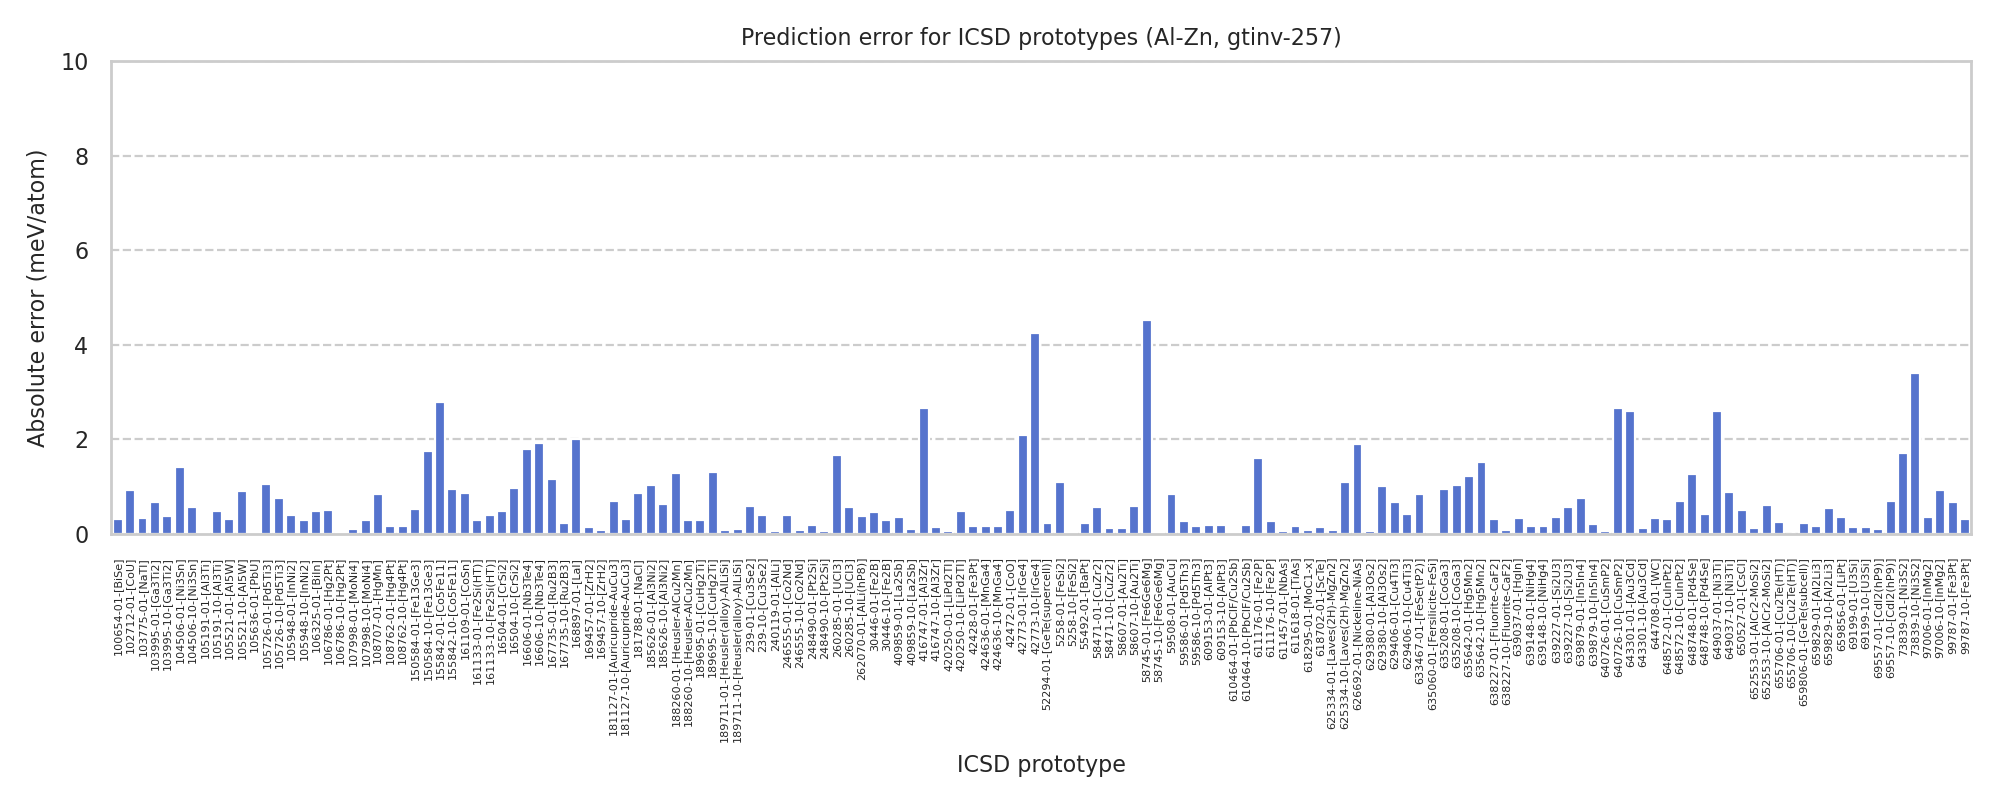 Prediction error for ICSD prototypes (Al-Zn, gtinv-257)
Absolute error (meV/atom)
10
8
6
4
2
0
100654-01-[BiSe]
102712-01-[CoU]
103775-01-[NaTl]
103995-01-[Ga3Ti2]
103995-10-[Ga3Ti2]
104506-01-[Ni3Sn]
104506-10-[Ni3Sn]
105191-01-[Al3Ti]
105191-10-[Al3Ti]
105521-01-[Al5W]
105521-10-[Al5W]
105636-01-[PbU]
105726-01-[Pd5Ti3]
105726-10-[Pd5Ti3]
105948-01-[InNi2]
105948-10-[InNi2]
106325-01-[BiIn]
106786-01-[Hg2Pt]
106786-10-[Hg2Pt]
107998-01-[MoNi4]
107998-10-[MoNi4]
108707-01-[HgMn]
108762-01-[Hg4Pt]
108762-10-[Hg4Pt]
150584-01-[Fe13Ge3]
150584-10-[Fe13Ge3]
155842-01-[Co5Fe11]
155842-10-[Co5Fe11]
161109-01-[CoSn]
161133-01-[Fe2Si(HT)]
161133-10-[Fe2Si(HT)]
16504-01-[CrSi2]
16504-10-[CrSi2]
16606-01-[Nb3Te4]
16606-10-[Nb3Te4]
167735-01-[Ru2B3]
167735-10-[Ru2B3]
168897-01-[LaI]
169457-01-[ZrH2]
169457-10-[ZrH2]
181127-01-[Auricupride-AuCu3]
181127-10-[Auricupride-AuCu3]
181788-01-[NaCl]
185626-01-[Al3Ni2]
185626-10-[Al3Ni2]
188260-01-[Heusler-AlCu2Mn]
188260-10-[Heusler-AlCu2Mn]
189695-01-[CuHg2Ti]
189695-10-[CuHg2Ti]
189711-01-[Heusler(alloy)-AlLiSi]
189711-10-[Heusler(alloy)-AlLiSi]
239-01-[Cu3Se2]
239-10-[Cu3Se2]
240119-01-[AlLi]
246555-01-[Co2Nd]
246555-10-[Co2Nd]
248490-01-[Pt2Si]
248490-10-[Pt2Si]
260285-01-[UCl3]
260285-10-[UCl3]
262070-01-[AlLi(hP8)]
30446-01-[Fe2B]
30446-10-[Fe2B]
409859-01-[La2Sb]
409859-10-[La2Sb]
416747-01-[Al3Zr]
416747-10-[Al3Zr]
420250-01-[LiPd2Tl]
420250-10-[LiPd2Tl]
42428-01-[Fe3Pt]
424636-01-[MnGa4]
424636-10-[MnGa4]
42472-01-[CoO]
42773-01-[IrGe4]
42773-10-[IrGe4]
52294-01-[GeTe(supercell)]
5258-01-[FeSi2]
5258-10-[FeSi2]
55492-01-[BaPt]
58471-01-[CuZr2]
58471-10-[CuZr2]
58607-01-[Au2Ti]
58607-10-[Au2Ti]
58745-01-[Fe6Ge6Mg]
58745-10-[Fe6Ge6Mg]
59508-01-[AuCu]
59586-01-[Pd5Th3]
59586-10-[Pd5Th3]
609153-01-[AlPt3]
609153-10-[AlPt3]
610464-01-[PbClF/Cu2Sb]
610464-10-[PbClF/Cu2Sb]
611176-01-[Fe2P]
611176-10-[Fe2P]
611457-01-[NbAs]
611618-01-[TiAs]
618295-01-[MoC1-x]
618702-01-[ScTe]
625334-01-[Laves(2H)-MgZn2]
625334-10-[Laves(2H)-MgZn2]
626692-01-[Nickeline-NiAs]
629380-01-[Al3Os2]
629380-10-[Al3Os2]
629406-01-[Cu4Ti3]
629406-10-[Cu4Ti3]
633467-01-[FeSe(tP2)]
635060-01-[Fersilicite-FeSi]
635208-01-[CoGa3]
635208-10-[CoGa3]
635642-01-[Hg5Mn2]
635642-10-[Hg5Mn2]
638227-01-[Fluorite-CaF2]
638227-10-[Fluorite-CaF2]
639037-01-[HgIn]
639148-01-[NiHg4]
639148-10-[NiHg4]
639227-01-[Si2U3]
639227-10-[Si2U3]
639879-01-[In5In4]
639879-10-[In5In4]
640726-01-[CuSmP2]
640726-10-[CuSmP2]
643301-01-[Au3Cd]
643301-10-[Au3Cd]
644708-01-[WC]
648572-01-[CuInPt2]
648572-10-[CuInPt2]
648748-01-[Pd4Se]
648748-10-[Pd4Se]
649037-01-[Ni3Ti]
649037-10-[Ni3Ti]
650527-01-[CsCl]
652553-01-[AlCr2-MoSi2]
652553-10-[AlCr2-MoSi2]
655706-01-[Cu2Te(HT)]
655706-10-[Cu2Te(HT)]
659806-01-[GeTe(subcell)]
659829-01-[Al2Li3]
659829-10-[Al2Li3]
659856-01-[LiPt]
69199-01-[U3Si]
69199-10-[U3Si]
69557-01-[CdI2(hP9)]
69557-10-[CdI2(hP9)]
73839-01-[Ni3S2]
73839-10-[Ni3S2]
97006-01-[InMg2]
97006-10-[InMg2]
99787-01-[Fe3Pt]
99787-10-[Fe3Pt]
ICSD prototype